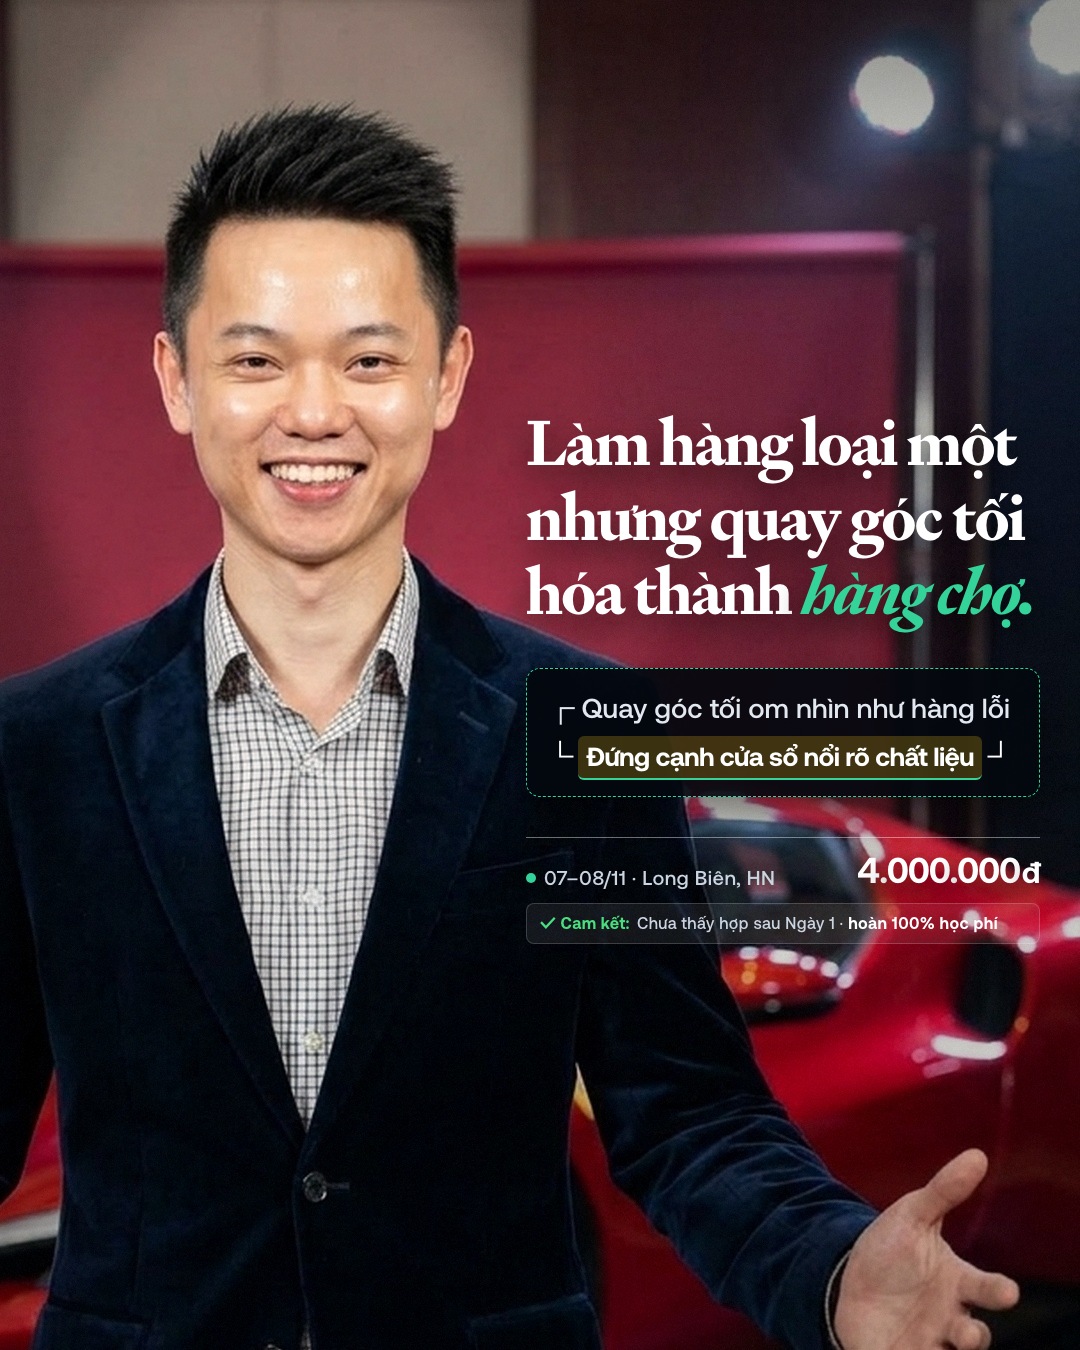 Làm hàng loại một
nhưng quay góc tối
hóa thành hàng chợ.
Quay góc tối om nhìn như hàng lỗi
Đứng cạnh cửa sổ nổi rõ chất liệu
07–08/11 · Long Biên, HN
4.000.000đ
✓ Cam kết: Chưa thấy hợp sau Ngày 1 · hoàn 100% học phí